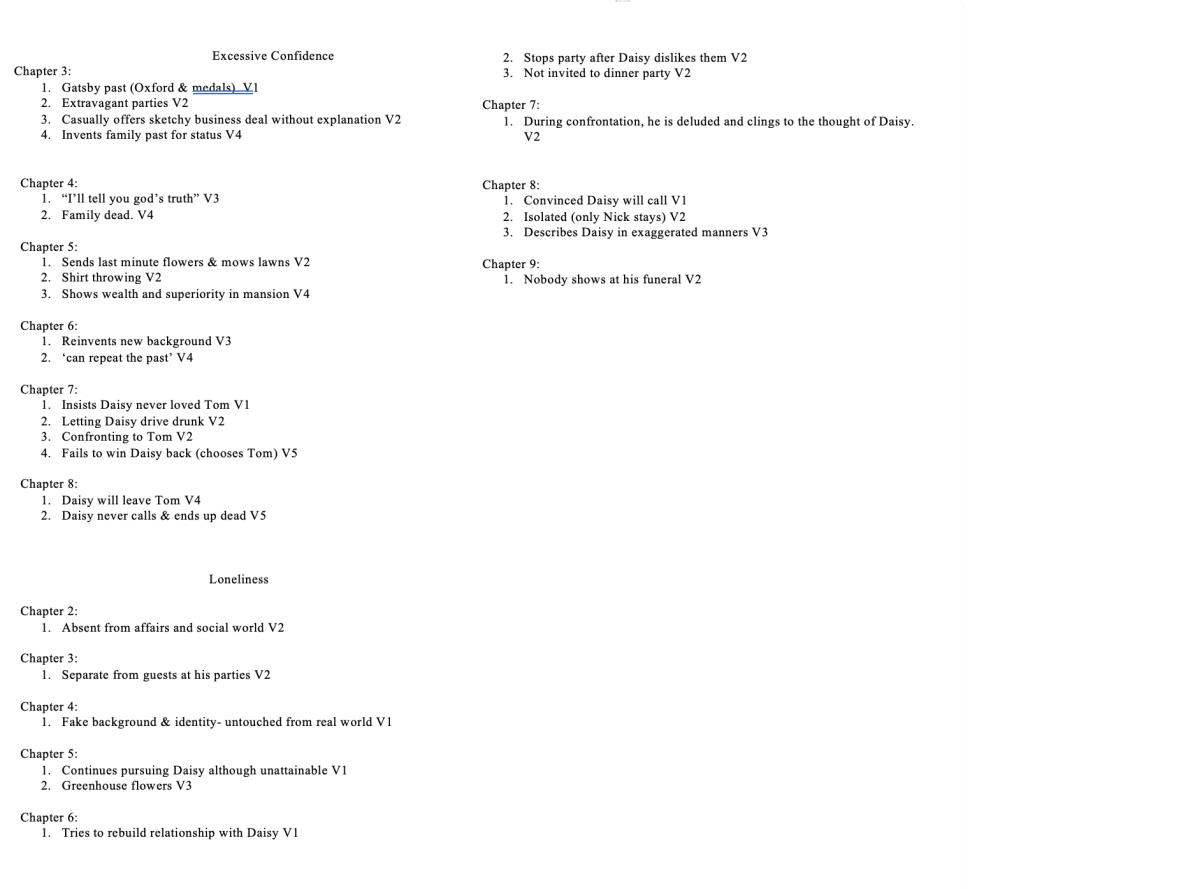 Excessive Confidence
Chapter 3:
1. Gatsby past (Oxford & medals) V1
2. Extravagant parties V2
3. Casually offers sketchy business deal without explanation V2
4. Invents family past for status V4
Chapter 4:
1. “I’ll tell you god’s truth” V3
2. Family dead. V4
Chapter 5:
1. Sends last minute flowers & mows lawns V2
2. Shirt throwing V2
3. Shows wealth and superiority in mansion V4
Chapter 6:
1. Reinvents new background V3
2. ‘can repeat the past’ V4
Chapter 7:
1. Insists Daisy never loved Tom V1
2. Letting Daisy drive drunk V2
3. Confronting to Tom V2
4. Fails to win Daisy back (chooses Tom) V5
Chapter 8:
1. Daisy will leave Tom V4
2. Daisy never calls & ends up dead V5
Loneliness
Chapter 2:
1. Absent from affairs and social world V2
Chapter 3:
1. Separate from guests at his parties V2
Chapter 4:
1. Fake background & identity- untouched from real world V1
Chapter 5:
1. Continues pursuing Daisy although unattainable V1
2. Greenhouse flowers V3
Chapter 6:
1. Tries to rebuild relationship with Daisy V1
2. Stops party after Daisy dislikes them V2
3. Not invited to dinner party V2
Chapter 7:
1. During confrontation, he is deluded and clings to the thought of Daisy.
V2
Chapter 8:
1. Convinced Daisy will call V1
2. Isolated (only Nick stays) V2
3. Describes Daisy in exaggerated manners V3
Chapter 9:
1. Nobody shows at his funeral V2